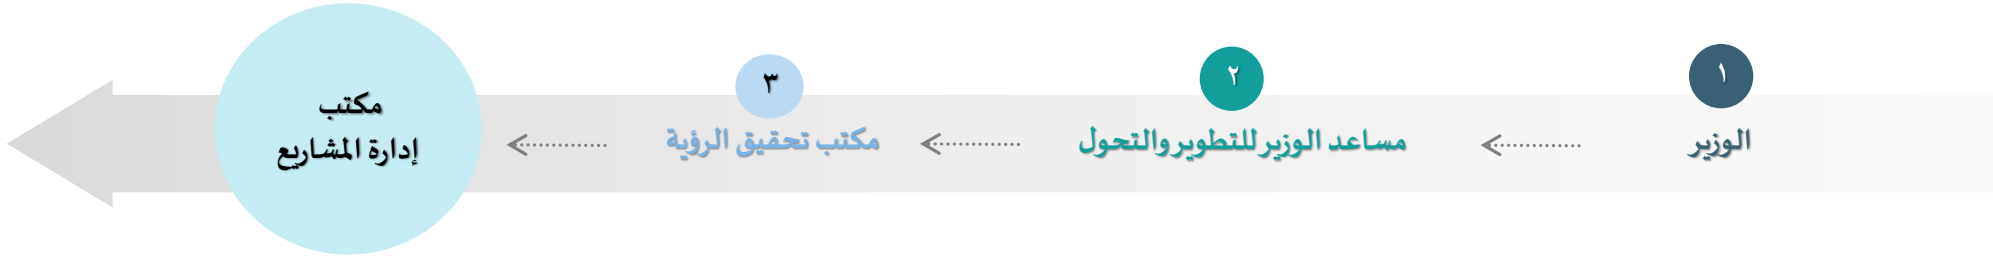 ١
الوزير
٢
مساعد الوزير للتطوير والتحول
٣
مكتب تحقيق الرؤية
مكتب
إدارة المشاريع